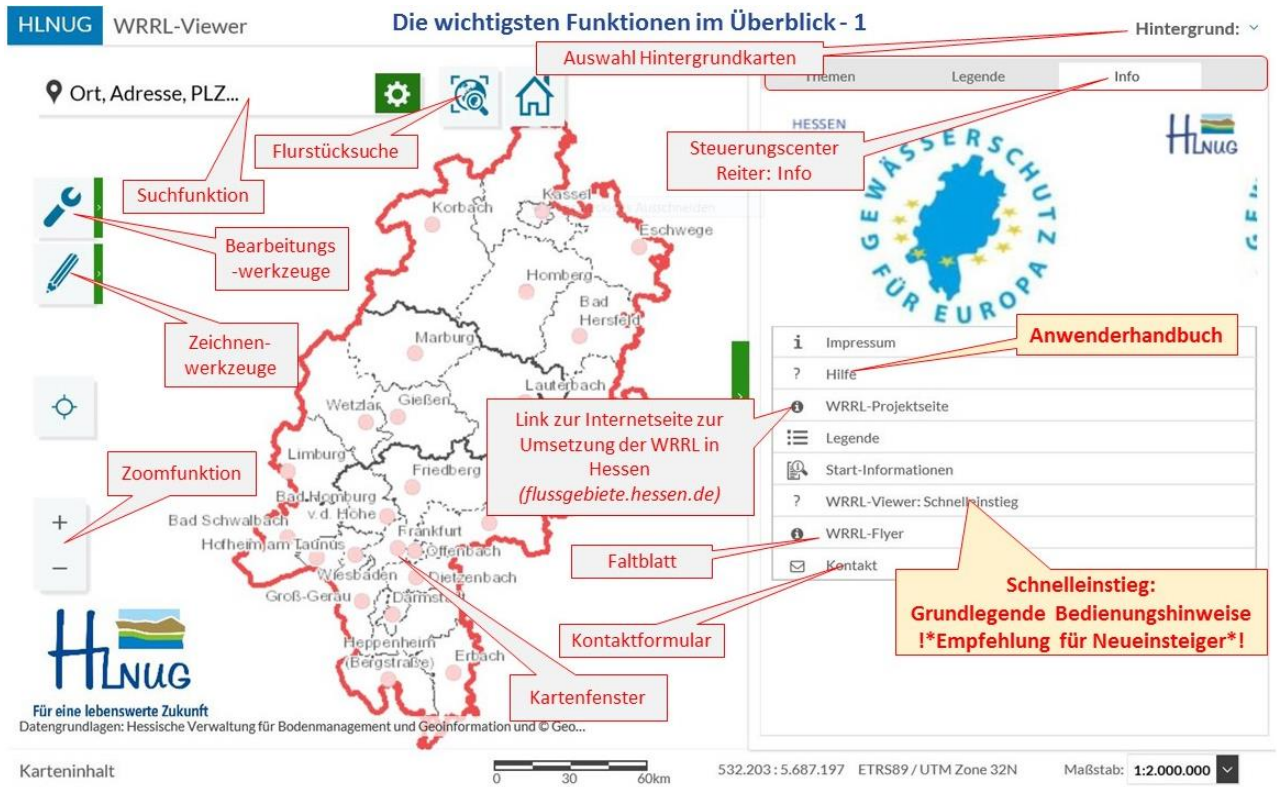 HLNUG WRRL-Viewer
Die wichtigsten Funktionen im Überblick - 1
Hintergrund:
Auswahl Hintergrundkarten
Themen Legende Info
Ort, Adresse, PLZ...
Flurstücksuche
Suchfunktion
Steuerungscenter
Reiter: Info
HESSEN
HLNUG
GEWÄSSERSCHUTZ
FÜR EUROPA
Bearbeitungs
-werkzeuge
Zeichnen-
werkzeuge
Zoomfunktion
+
−
Kassel
Ausschneiden
Korbach
Eschwege
Homberg
Bad
Hersfeld
Marburg
Lauterbach
Wetzlar
Gießen
Limburg
Friedberg
Bad Homburg
v.d. Höhe
Bad Schwalbach
Frankfurt
Hofheim am Taunus
Offenbach
Wiesbaden
Dietzenbach
Groß-Gerau
Darmstadt
Heppenheim
(Bergstraße)
Erbach
Link zur Internetseite zur
Umsetzung der WRRL in
Hessen
(flussgebiete.hessen.de)
Faltblatt
Kontaktformular
Kartenfenster
i Impressum
Anwenderhandbuch
? Hilfe
WRRL-Projektseite
Legende
Start-Informationen
? WRRL-Viewer: Schnelleinstieg
WRRL-Flyer
Kontakt
Schnelleinstieg:
Grundlegende Bedienungshinweise
!*Empfehlung für Neueinsteiger*!
HLNUG
Für eine lebenswerte Zukunft
Datengrundlagen: Hessische Verwaltung für Bodenmanagement und Geoinformation und © Geo...
Karteninhalt
0 30 60km
532.203 : 5.687.197 ETRS89 / UTM Zone 32N
Maßstab: 1:2.000.000